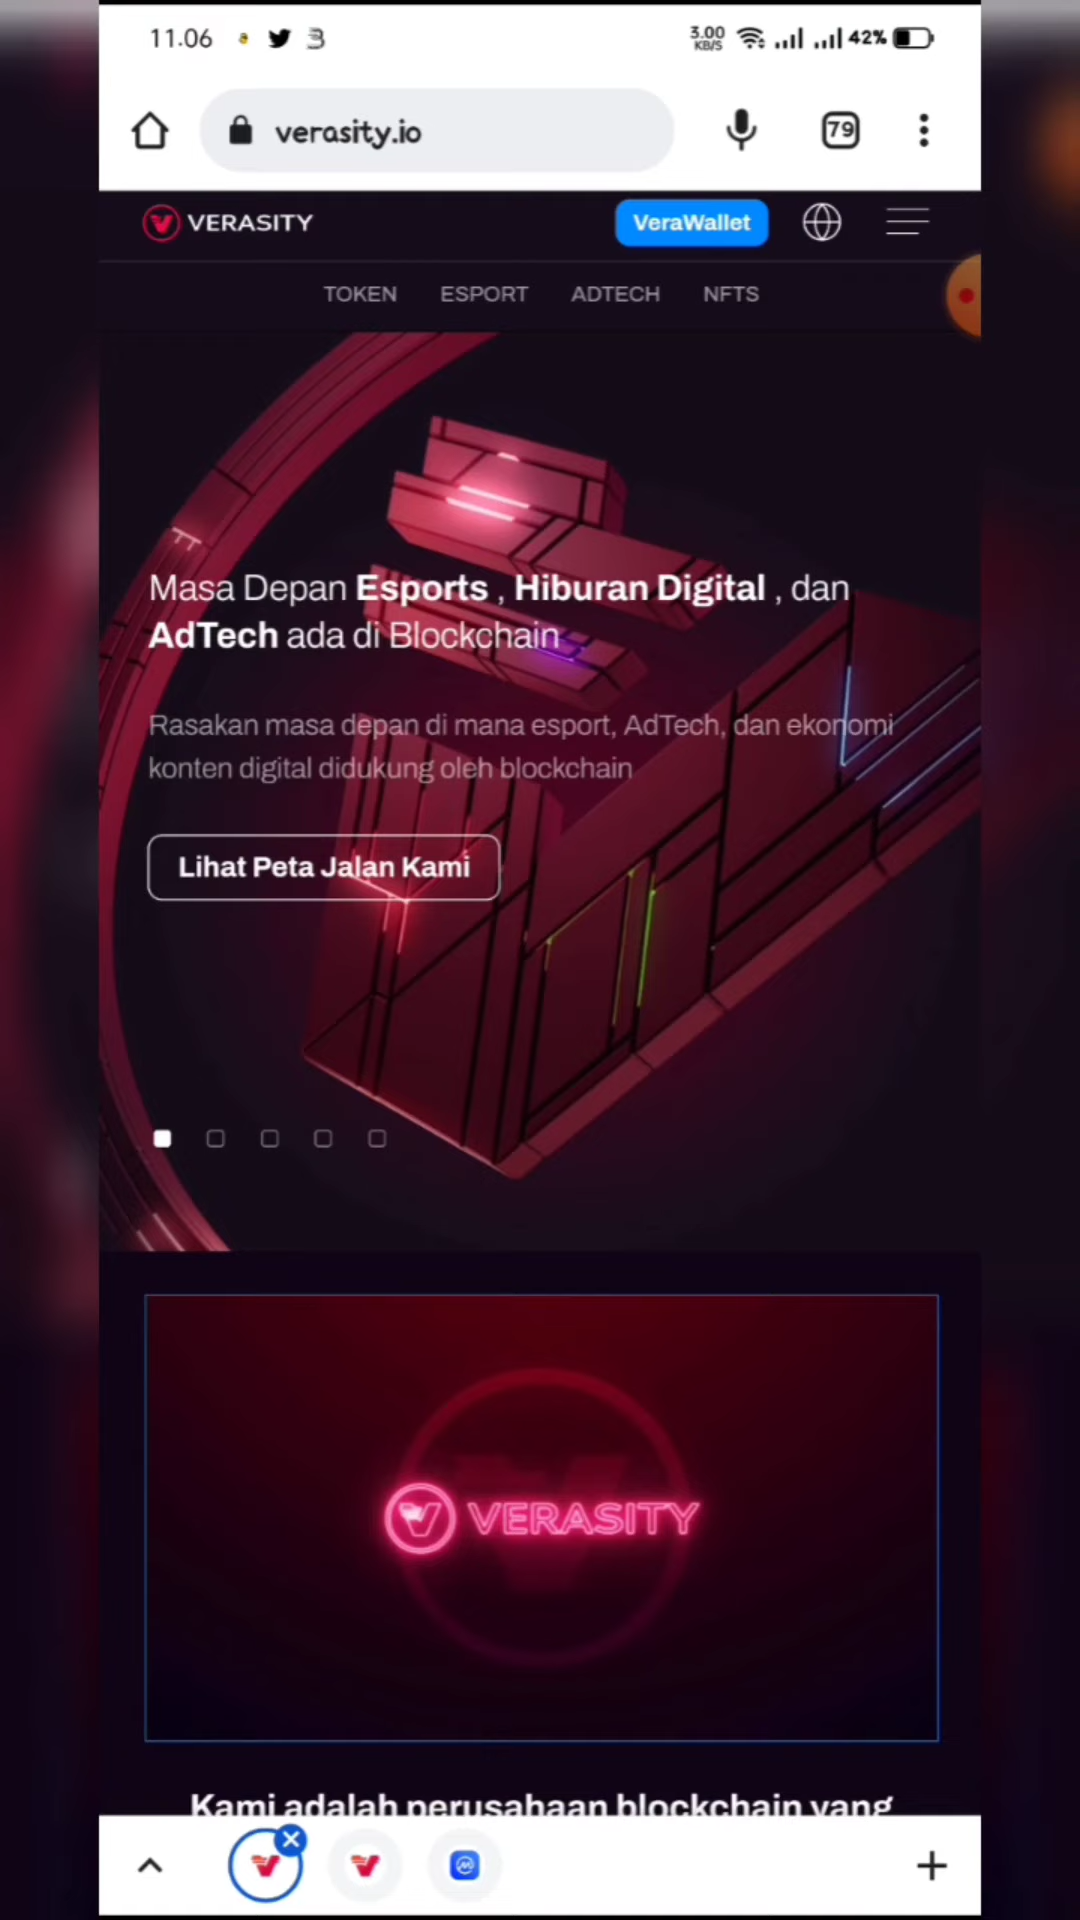 11.06
3.00
KB/S
42%
verasity.io
79
VERASITY
VeraWallet
TOKEN ESPORT ADTECH NFTS
Masa Depan Esports , Hiburan Digital , dan
AdTech ada di Blockchain
Rasakan masa depan di mana esport, AdTech, dan ekonomi
konten digital didukung oleh blockchain
Lihat Peta Jalan Kami
VERASITY
Kami adalah perusahaan blockchain yang